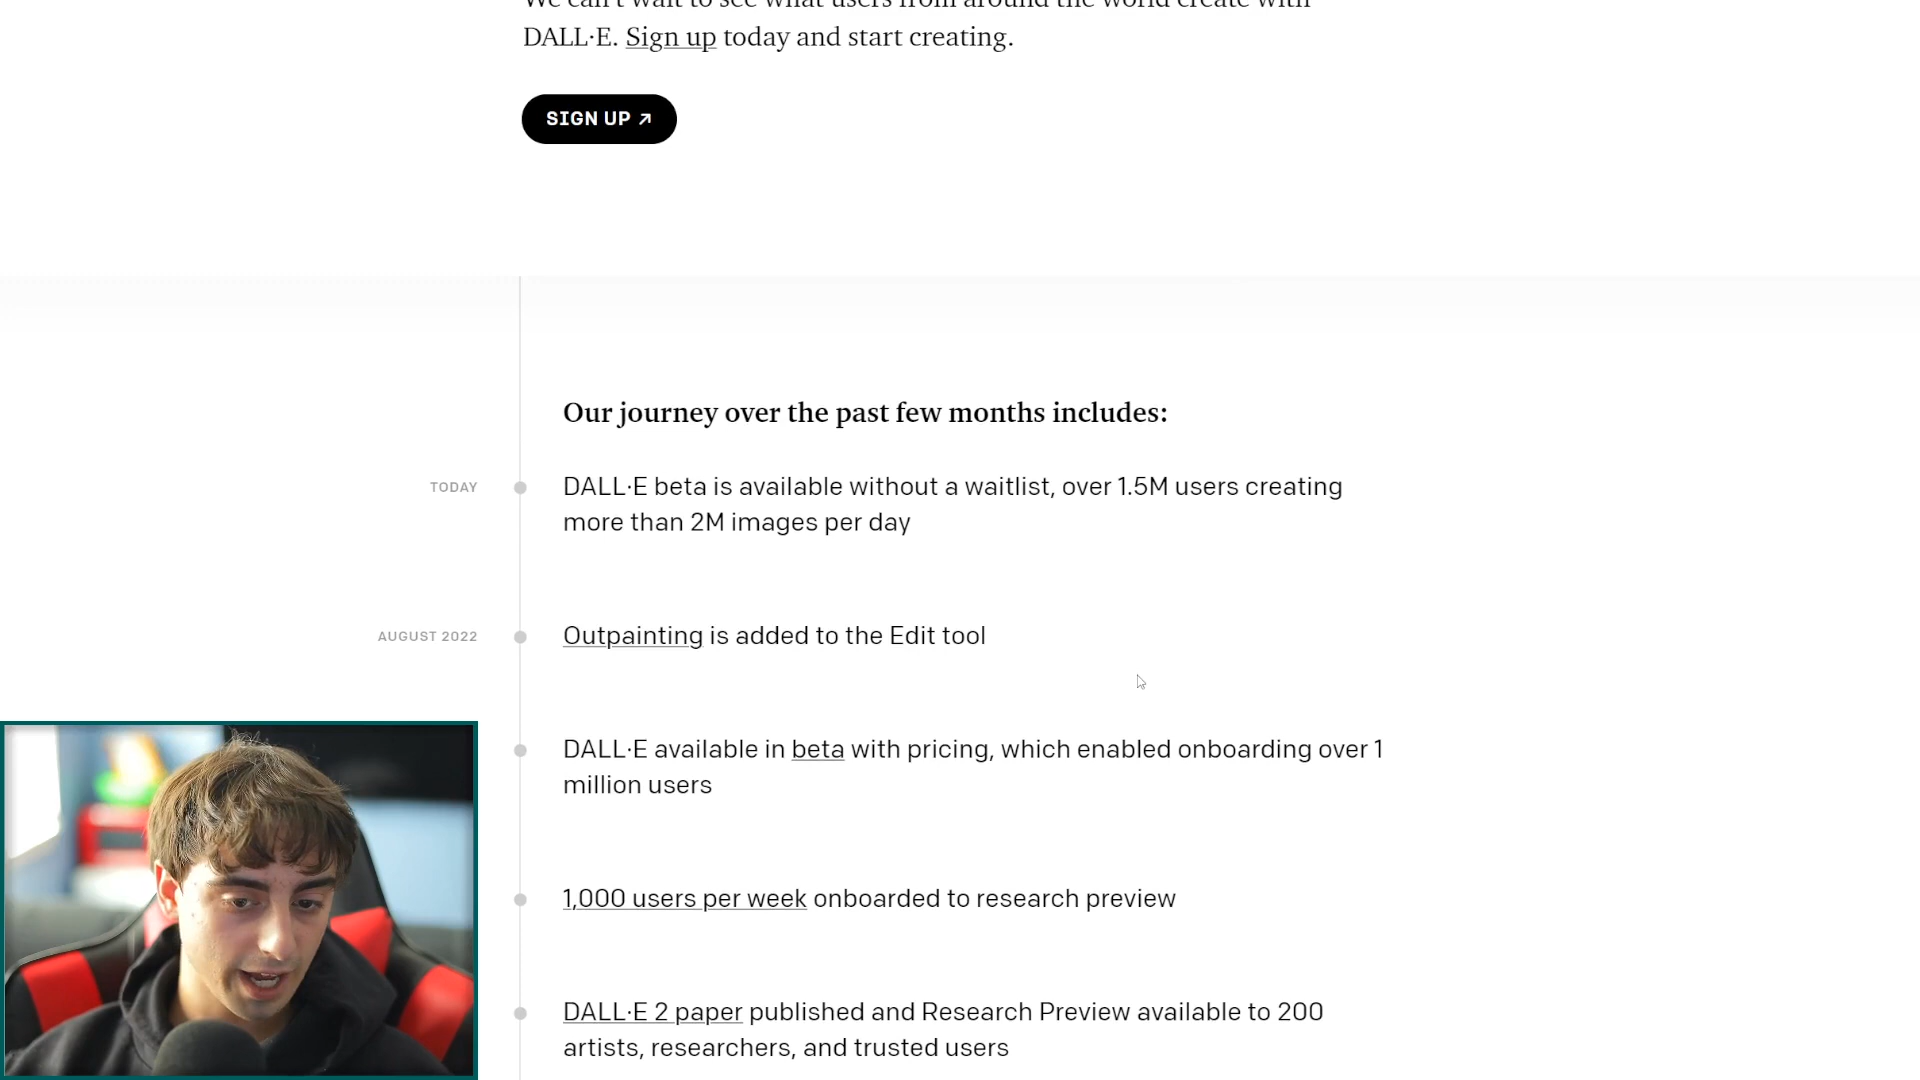 We can't wait to see what users from around the world create with
DALL·E. Sign up today and start creating.
SIGN UP ↗
Our journey over the past few months includes:
TODAY
DALL·E beta is available without a waitlist, over 1.5M users creating
more than 2M images per day
AUGUST 2022
Outpainting is added to the Edit tool
DALL·E available in beta with pricing, which enabled onboarding over 1
million users
1,000 users per week onboarded to research preview
DALL·E 2 paper published and Research Preview available to 200
artists, researchers, and trusted users